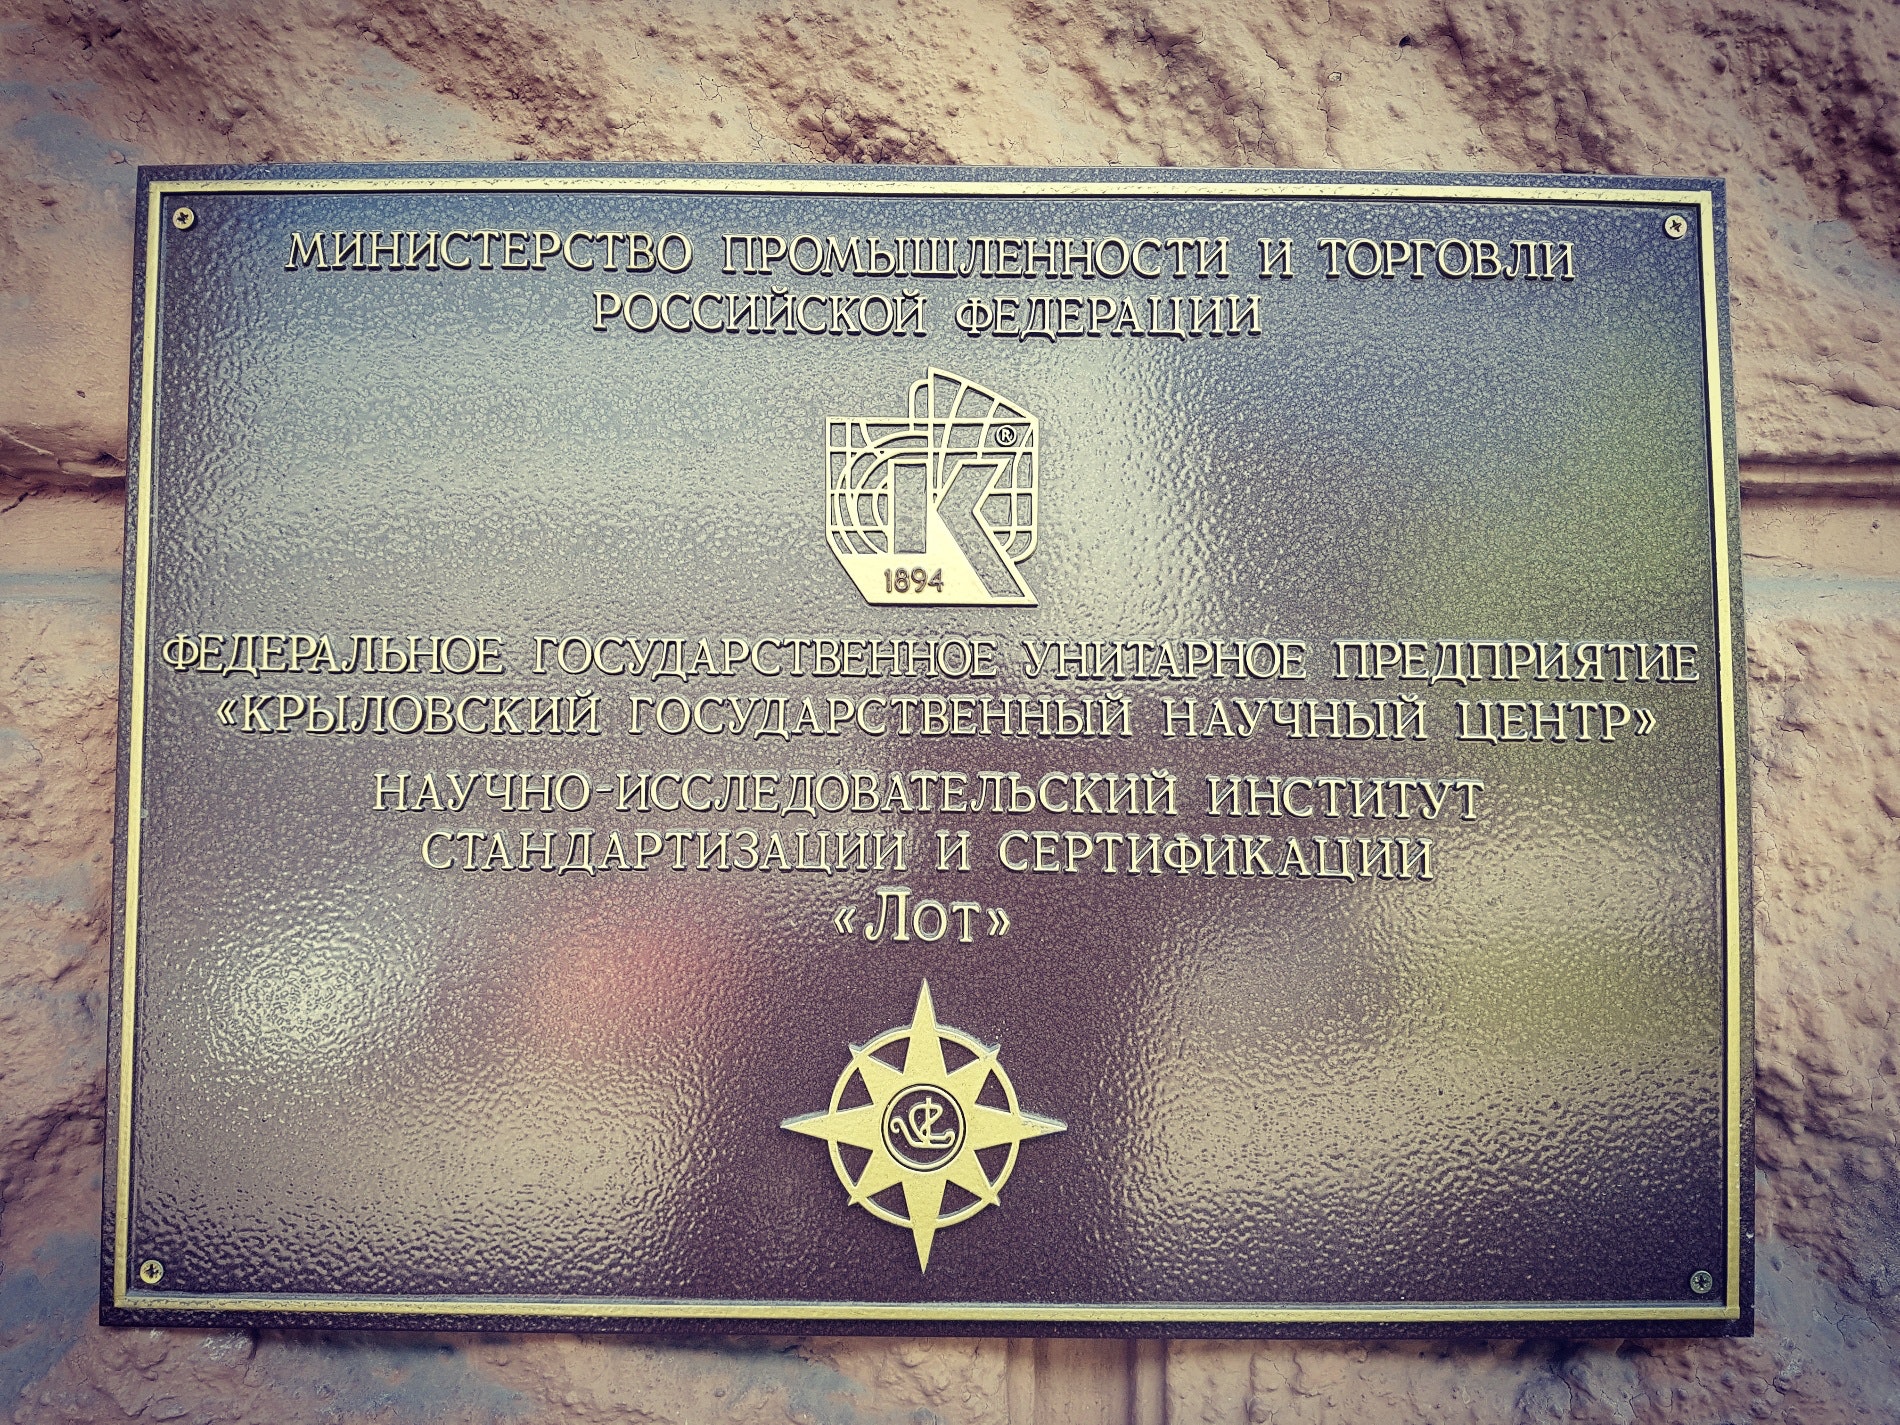 МИНИСТЕРСТВО ПРОМЫШЛЕННОСТИ И ТОРГОВЛИ
РОССИЙСКОЙ ФЕДЕРАЦИИ
®
К
1894
ФЕДЕРАЛЬНОЕ ГОСУДАРСТВЕННОЕ УНИТАРНОЕ ПРЕДПРИЯТИЕ
«КРЫЛОВСКИЙ ГОСУДАРСТВЕННЫЙ НАУЧНЫЙ ЦЕНТР»
НАУЧНО-ИССЛЕДОВАТЕЛЬСКИЙ ИНСТИТУТ
СТАНДАРТИЗАЦИИ И СЕРТИФИКАЦИИ
«Лот»